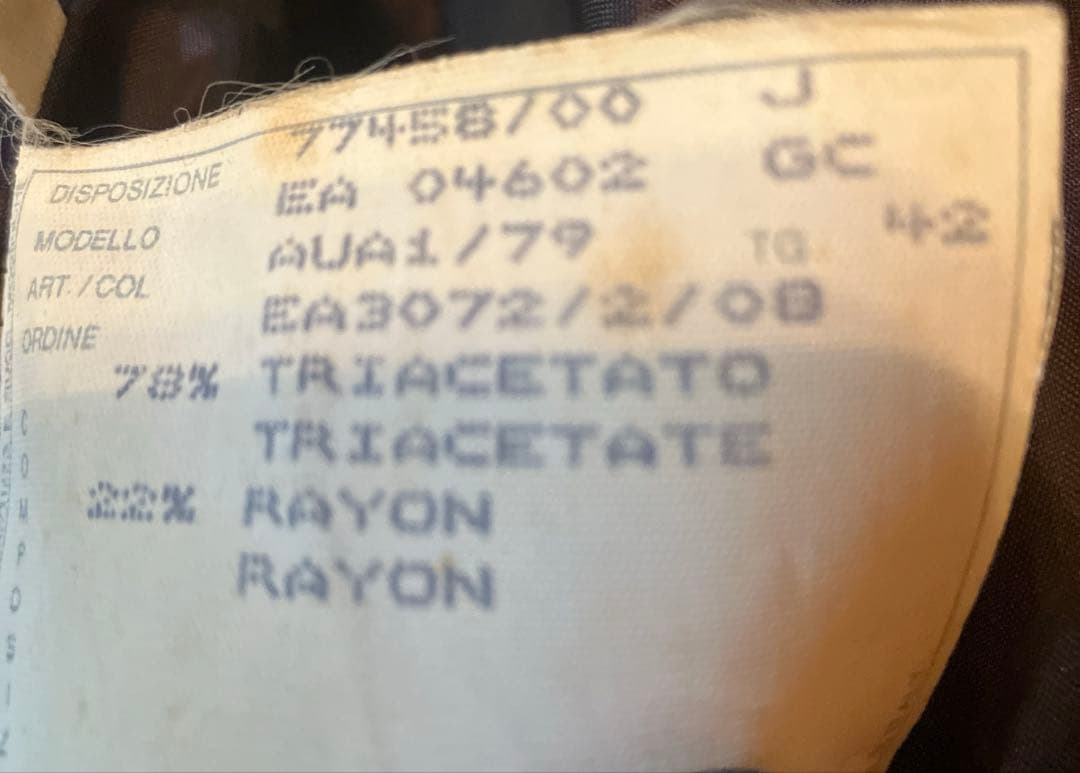 DISPOSIZIONE 77458/00 J
MODELLO EA 04602 GC
ART./COL AUA1/79 TG. 42
ORDINE EA3072/2/08
78% TRIACETATO
TRIACETATE
22% RAYON
RAYON